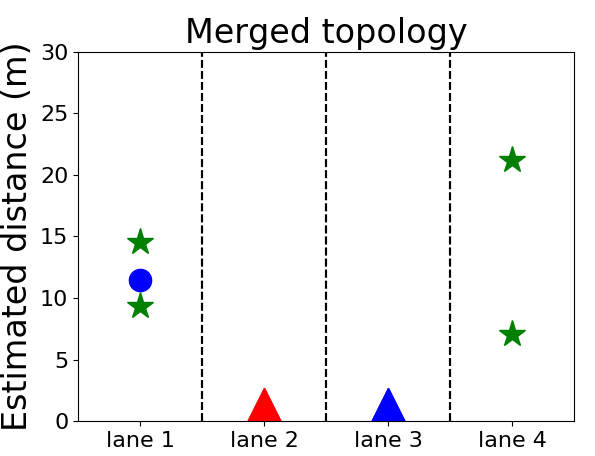 Merged topology
Estimated distance (m)
30
25
20
15
10
5
0
lane 1
lane 2
lane 3
lane 4